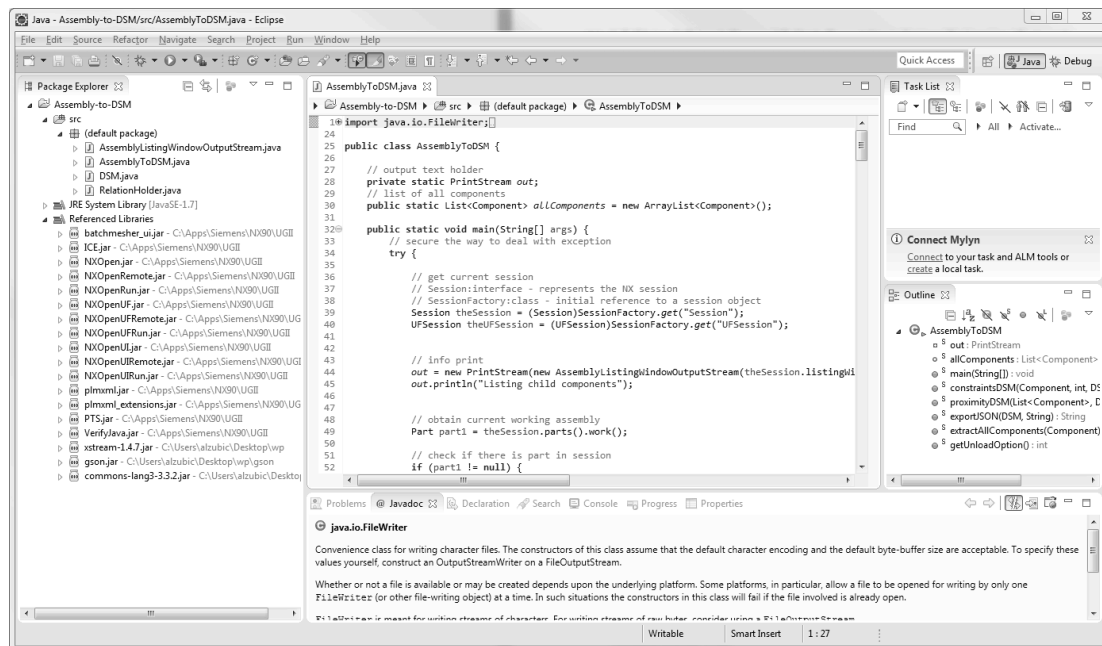 Java - Assembly-to-DSM/src/AssemblyToDSM.java - Eclipse
File Edit Source Refactor Navigate Search Project Run Window Help
Quick Access Java Debug
Package Explorer
Assembly-to-DSM
src
(default package)
AssemblyListingWindowOutputStream.java
AssemblyToDSM.java
DSM.java
RelationHolder.java
JRE System Library [JavaSE-1.7]
Referenced Libraries
batchmesher_ui.jar - C:\Apps\Siemens\NX90\UGII
ICE.jar - C:\Apps\Siemens\NX90\UGII
NXOpen.jar - C:\Apps\Siemens\NX90\UGII
NXOpenRemote.jar - C:\Apps\Siemens\NX90\UGII
NXOpenRun.jar - C:\Apps\Siemens\NX90\UGII
NXOpenUF.jar - C:\Apps\Siemens\NX90\UGII
NXOpenUFRemote.jar - C:\Apps\Siemens\NX90\UG
NXOpenUFRun.jar - C:\Apps\Siemens\NX90\UGII
NXOpenUI.jar - C:\Apps\Siemens\NX90\UGII
NXOpenUIRemote.jar - C:\Apps\Siemens\NX90\UGI
NXOpenUIRun.jar - C:\Apps\Siemens\NX90\UGII
plmxml.jar - C:\Apps\Siemens\NX90\UGII
plmxml_extensions.jar - C:\Apps\Siemens\NX90\UG
PTS.jar - C:\Apps\Siemens\NX90\UGII
VerifyJava.jar - C:\Apps\Siemens\NX90\UGII
xstream-1.4.7.jar - C:\Users\alzubic\Desktop\wp
gson.jar - C:\Users\alzubic\Desktop\wp\gson
commons-lang3-3.3.2.jar - C:\Users\alzubic\Deskto
AssemblyToDSM.java
Assembly-to-DSM src (default package) AssemblyToDSM
1 import java.io.FileWriter;
24
25 public class AssemblyToDSM {
26
27 // output text holder
28 private static PrintStream out;
29 // list of all components
30 public static List<Component> allComponents = new ArrayList<Component>();
31
32 public static void main(String[] args) {
33 // secure the way to deal with exception
34 try {
35
36 // get current session
37 // Session:interface - represents the NX session
38 // SessionFactory:class - initial reference to a session object
39 Session theSession = (Session)SessionFactory.get("Session");
40 UFSession theUFSession = (UFSession)SessionFactory.get("UFSession");
41
42
43 // info print
44 out = new PrintStream(new AssemblyListingWindowOutputStream(theSession.listingWi
45 out.println("Listing child components");
46
47
48 // obtain current working assembly
49 Part part1 = theSession.parts().work();
50
51 // check if there is part in session
52 if (part1 != null) {
Task List
Find All Activate...
Connect Mylyn
Connect to your task and ALM tools or
create a local task.
Outline
AssemblyToDSM
out : PrintStream
allComponents : List<Component>
main(String[]) : void
constraintsDSM(Component, int, DS
proximityDSM(List<Component>, D
exportJSON(DSM, String) : String
extractAllComponents(Component)
getUnloadOption() : int
Problems @ Javadoc Declaration Search Console Progress Properties
java.io.FileWriter
Convenience class for writing character files. The constructors of this class assume that the default character encoding and the default byte-buffer size are acceptable. To specify these
values yourself, construct an OutputStreamWriter on a FileOutputStream.
Whether or not a file is available or may be created depends upon the underlying platform. Some platforms, in particular, allow a file to be opened for writing by only one
FileWriter (or other file-writing object) at a time. In such situations the constructors in this class will fail if the file involved is already open.
FileWriter is meant for writing streams of characters. For writing streams of raw bytes, consider using a FileOutputStream
Writable Smart Insert 1 : 27